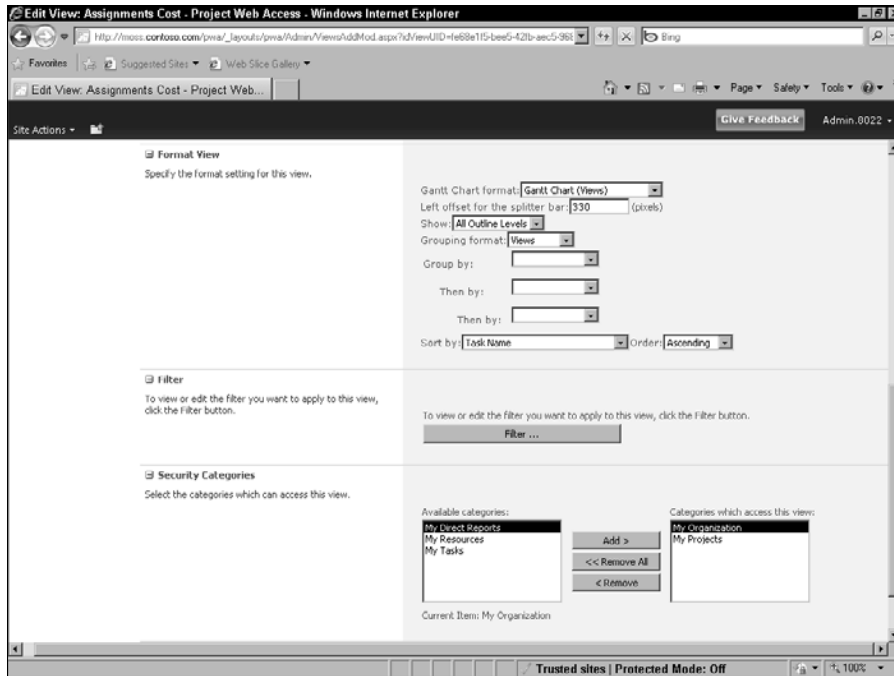 Edit View: Assignments Cost - Project Web Access - Windows Internet Explorer
http://moss.contoso.com/pwa/_layouts/pwa/Admin/ViewsAddMod.aspx?idViewUID=fe68e1f5-bee5-42fb-aec5-968
Bing
Favorites Suggested Sites Web Slice Gallery
Edit View: Assignments Cost - Project Web... Page Safety Tools
Give Feedback Admin.8022
Site Actions
Format View
Specify the format setting for this view.
Gantt Chart format: Gantt Chart (Views)
Left offset for the splitter bar: 330 (pixels)
Show: All Outline Levels
Grouping format: Views
Group by:
Then by:
Then by:
Sort by: Task Name Order: Ascending
Filter
To view or edit the filter you want to apply to this view,
click the Filter button.
To view or edit the filter you want to apply to this view, click the Filter button.
Filter ...
Security Categories
Select the categories which can access this view.
Available categories: Categories which access this view:
My Direct Reports
My Resources
My Tasks
Add >
<< Remove All
< Remove
My Organization
My Projects
Current Item: My Organization
Trusted sites | Protected Mode: Off 100%